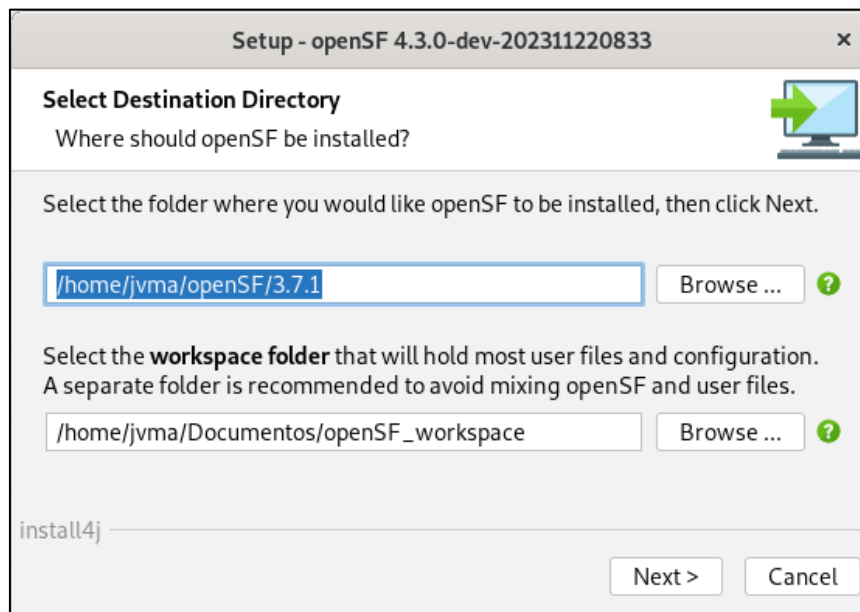 Setup - openSF 4.3.0-dev-202311220833 ×
Select Destination Directory
Where should openSF be installed?
Select the folder where you would like openSF to be installed, then click Next.
/home/jvma/openSF/3.7.1 Browse ... ?
Select the workspace folder that will hold most user files and configuration.
A separate folder is recommended to avoid mixing openSF and user files.
/home/jvma/Documentos/openSF_workspace Browse ... ?
install4j
Next > Cancel